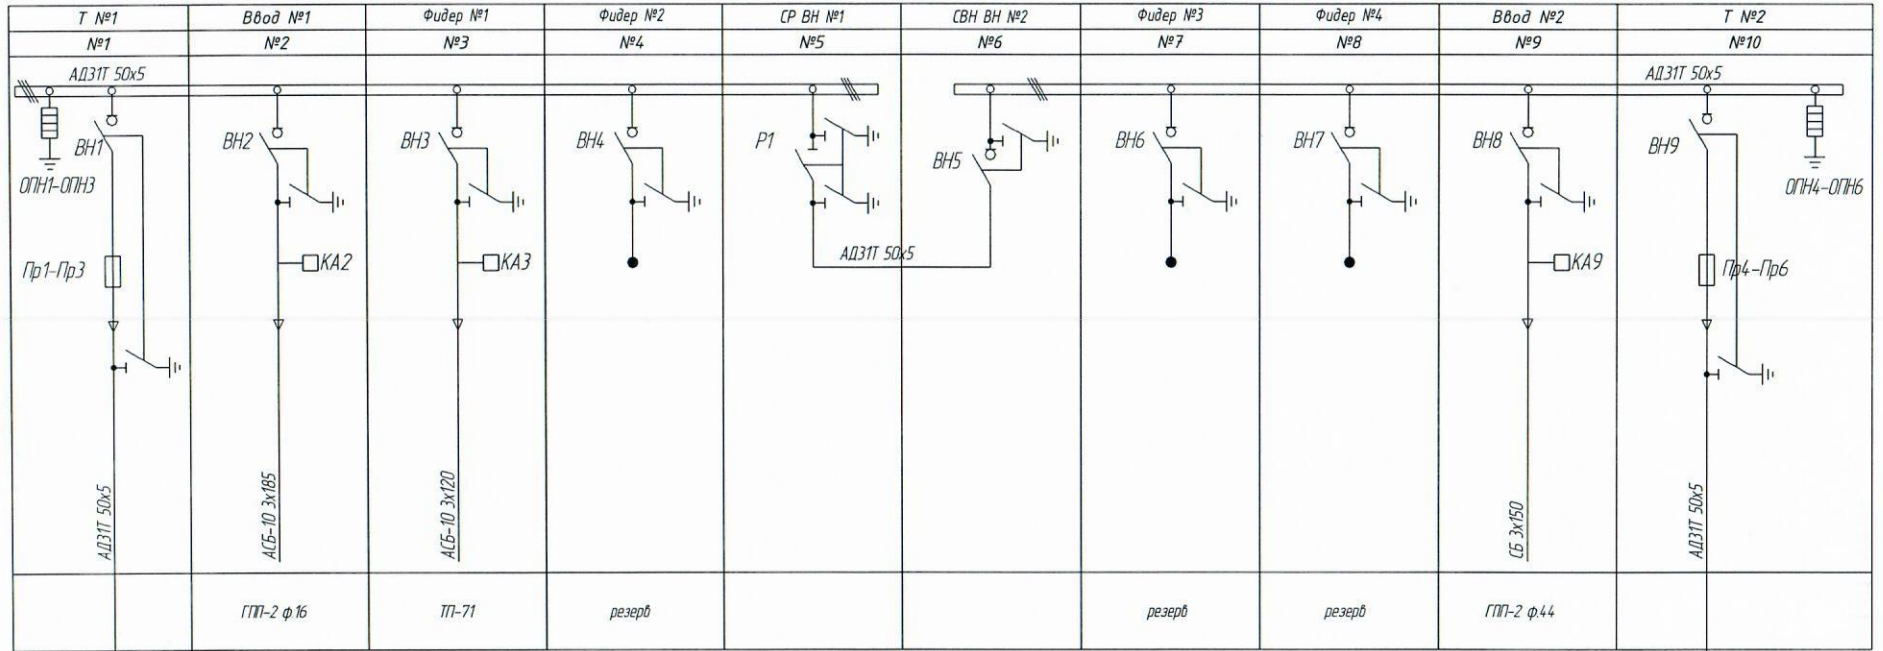 Т №1 Ввод №1 Фидер №1 Фидер №2 СР ВН №1 СВН ВН №2 Фидер №3 Фидер №4 Ввод №2 Т №2
№1 №2 №3 №4 №5 №6 №7 №8 №9 №10
АД31Т 50х5 АД31Т 50х5
ВН1 ВН2 ВН3 ВН4 Р1 ВН5 ВН6 ВН7 ВН8 ВН9
ОПН1-ОПН3 ОПН4-ОПН6
АД31Т 50х5
Пр1-Пр3 КА2 КА3 КА9 Пр4-Пр6
АД31Т 50х5
АСБ-10 3х185
АСБ-10 3х120
СБ 3х150
АД31Т 50х5
ГПП-2 ф.16 ТП-71 резерв резерв резерв ГПП-2 ф.44